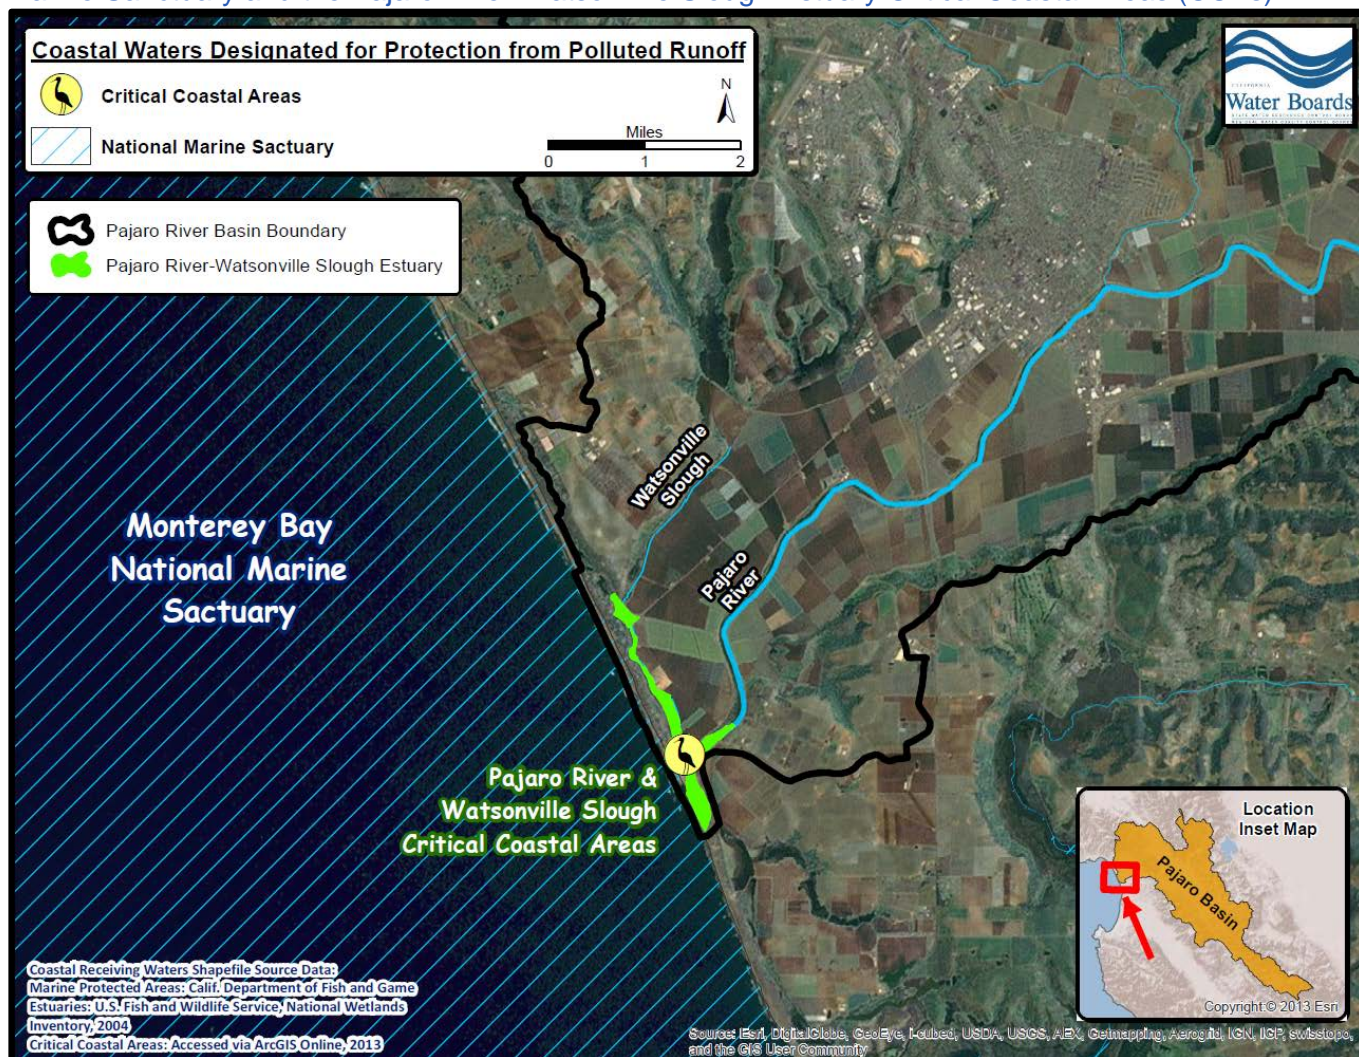 Coastal Waters Designated for Protection from Polluted Runoff
Critical Coastal Areas
National Marine Sactuary
N
Miles
0 1 2
CALIFORNIA
Water Boards
Pajaro River Basin Boundary
Pajaro River-Watsonville Slough Estuary
Watsonville
Slough
Pajaro
River
Monterey Bay
National Marine
Sactuary
Pajaro River &
Watsonville Slough
Critical Coastal Areas
Location
Inset Map
Pajaro Basin
Copyright:© 2013 Esri
Coastal Receiving Waters Shapefile Source Data:
Marine Protected Areas: Calif. Department of Fish and Game
Estuaries: U.S. Fish and Wildlife Service, National Wetlands
Inventory, 2004
Critical Coastal Areas: Accessed via ArcGIS Online, 2013
Source: Esri, DigitalGlobe, GeoEye, i-cubed, USDA, USGS, AEX, Getmapping, Aerogrid, IGN, IGP, swisstopo,
and the GIS User Community